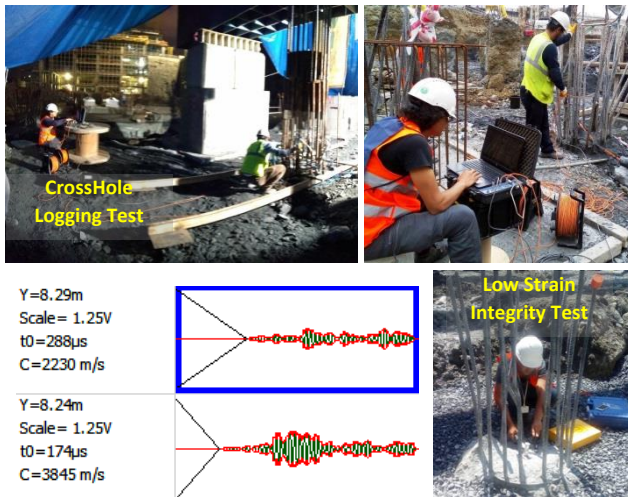 CrossHole
Logging Test
Y=8.29m
Scale= 1.25V
t0=288µs
C=2230 m/s
Y=8.24m
Scale= 1.25V
t0=174µs
C=3845 m/s
Low Strain
Integrity Test